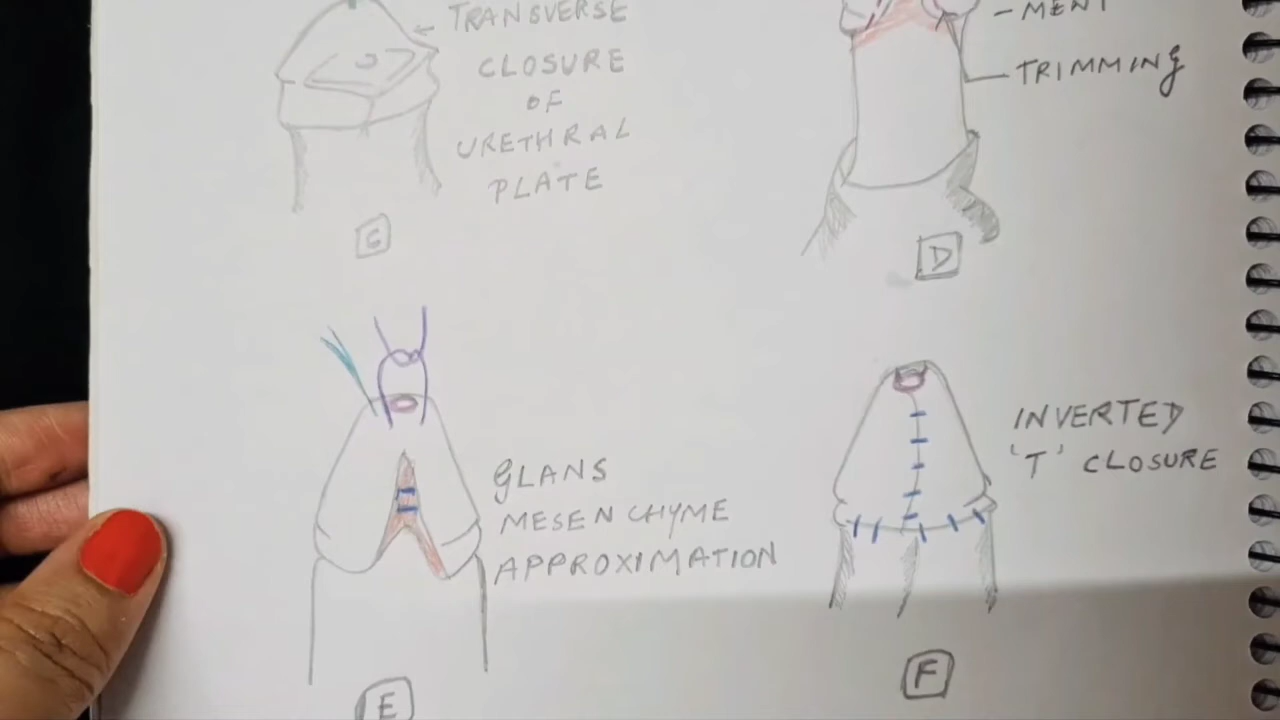 TRANSVERSE
CLOSURE
OF
URETHRAL
PLATE
C
- MENT
TRIMMING
D
GLANS
MESENCHYME
APPROXIMATION
E
INVERTED
'T' CLOSURE
F